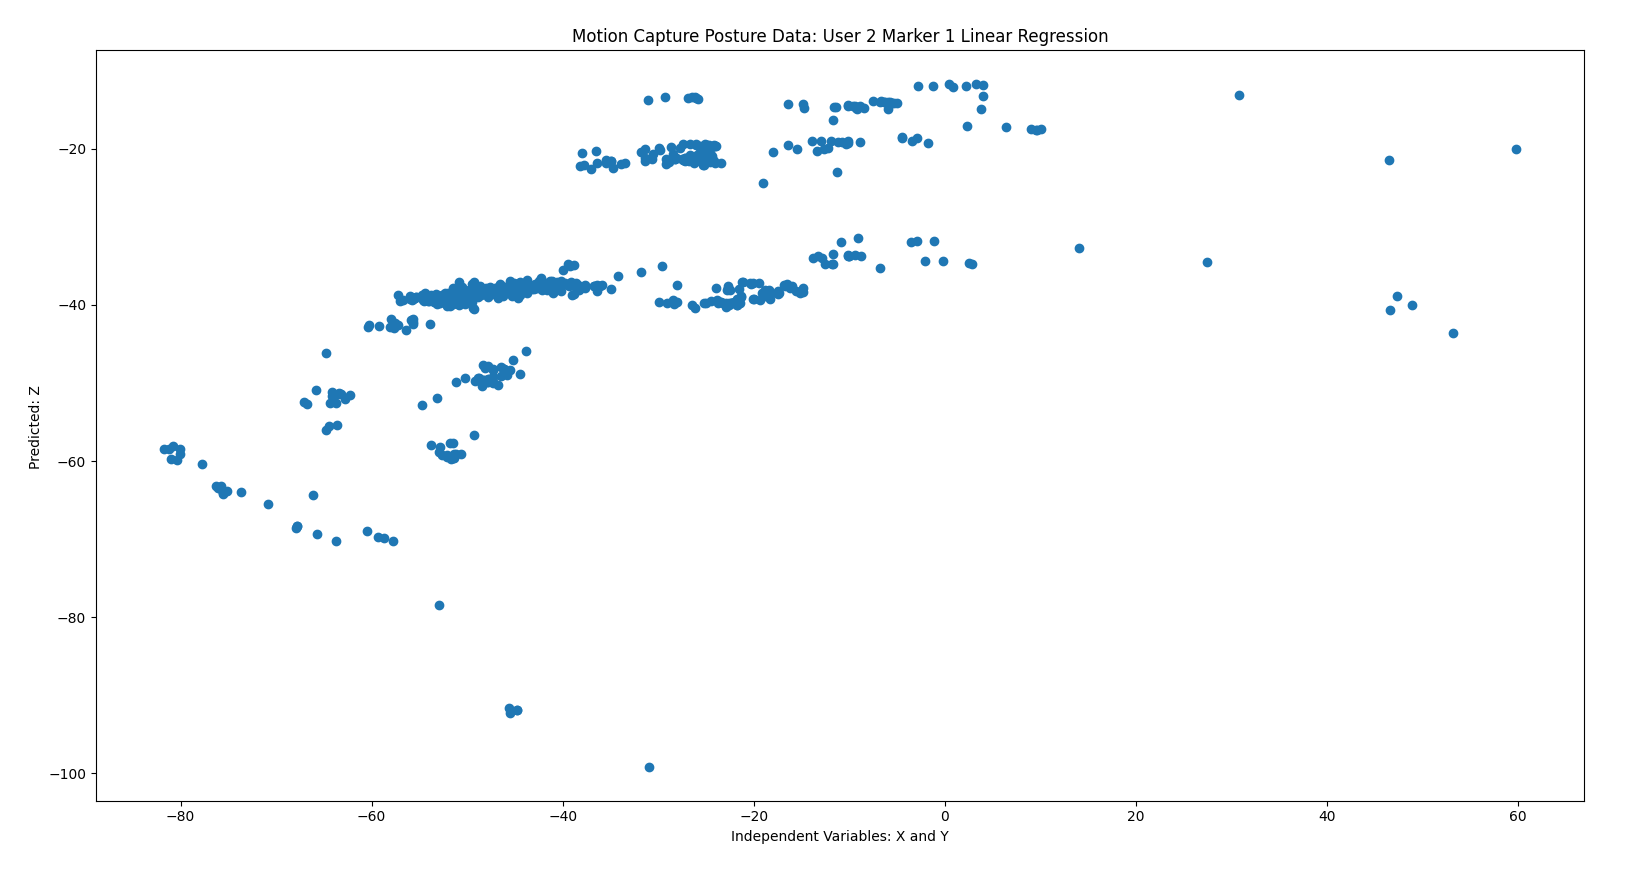 Motion Capture Posture Data: User 2 Marker 1 Linear Regression
−20
−40
−60
−80
−100
Predicted: Z
−80 −60 −40 −20 0 20 40 60
Independent Variables: X and Y